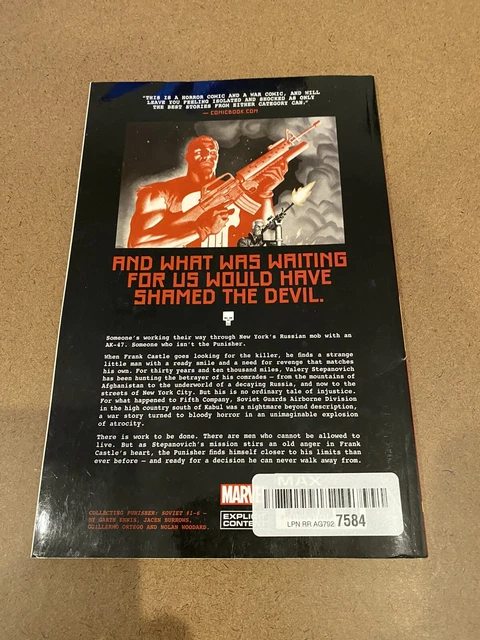 "THIS IS A HORROR COMIC AND A WAR COMIC, AND WILL
LEAVE YOU FEELING ISOLATED AND SHOCKED AS ONLY
THE BEST STORIES FROM EITHER CATEGORY CAN."
— COMICBOOK.COM
AND WHAT WAS WAITING
FOR US WOULD HAVE
SHAMED THE DEVIL.
Someone's working their way through New York's Russian mob with an
AK-47. Someone who isn't the Punisher.
When Frank Castle goes looking for the killer, he finds a strange
little man with a ready smile and a need for revenge that matches
his own. For thirty years and ten thousand miles, Valery Stepanovich
has been hunting the betrayer of his comrades — from the mountains of
Afghanistan to the underworld of a decaying Russia, and now to the
streets of New York City. But his is no ordinary tale of injustice.
For what happened to Fifth Company, Soviet Guards Airborne Division
in the high country south of Kabul was a nightmare beyond description,
a war story turned to bloody horror in an unimaginable explosion
of atrocity.
There is work to be done. There are men who cannot be allowed to
live. But as Stepanovich's mission stirs an old anger in Frank
Castle's heart, the Punisher finds himself closer to his limits than
ever before — and ready for a decision he can never walk away from.
COLLECTING PUNISHER: SOVIET #1-6 —
BY GARTH ENNIS, JACEN BURROWS,
GUILLERMO ORTEGO AND NOLAN WOODARD.
MARVEL
MAX
EXPLICIT
CONTENT
LPN RR AG792 7584